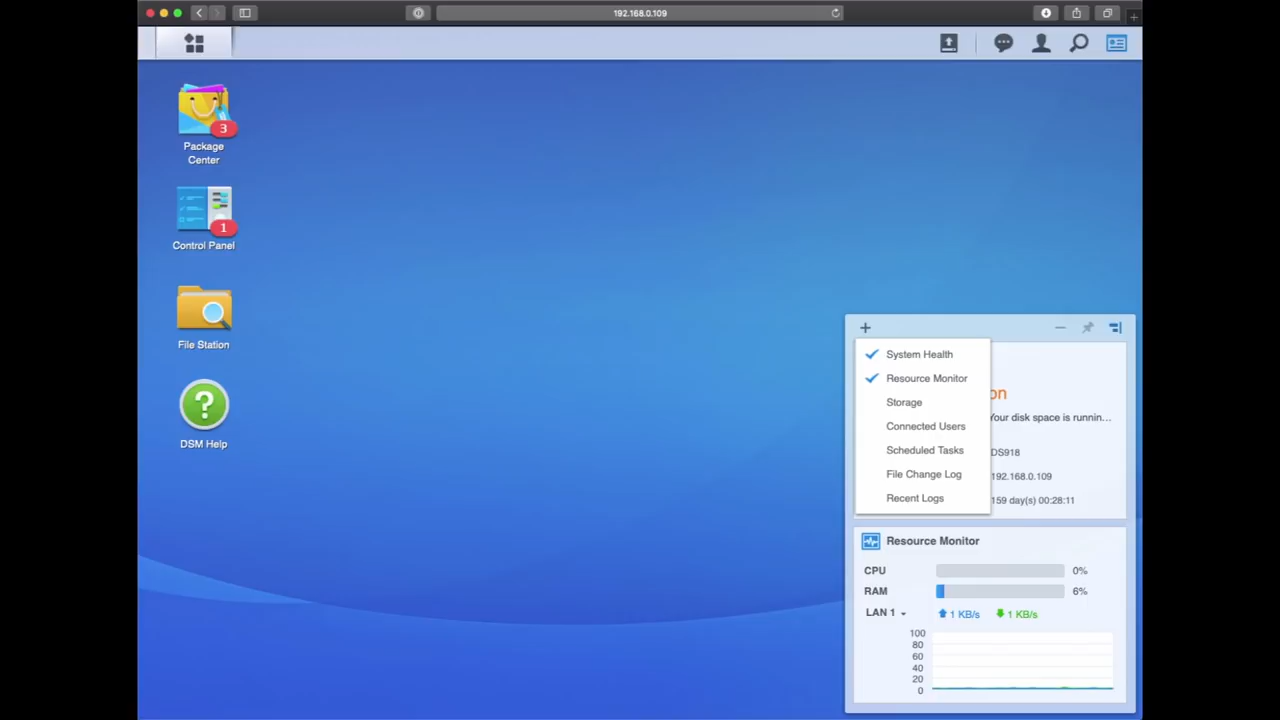 192.168.0.109
3
Package
Center
1
Control Panel
File Station
?
DSM Help
System Health
Resource Monitor
Storage
Connected Users
Scheduled Tasks
File Change Log
Recent Logs
on
Your disk space is runnin...
DS918
192.168.0.109
159 day(s) 00:28:11
Resource Monitor
CPU 0%
RAM 6%
LAN 1 1 KB/s 1 KB/s
100
80
60
40
20
0